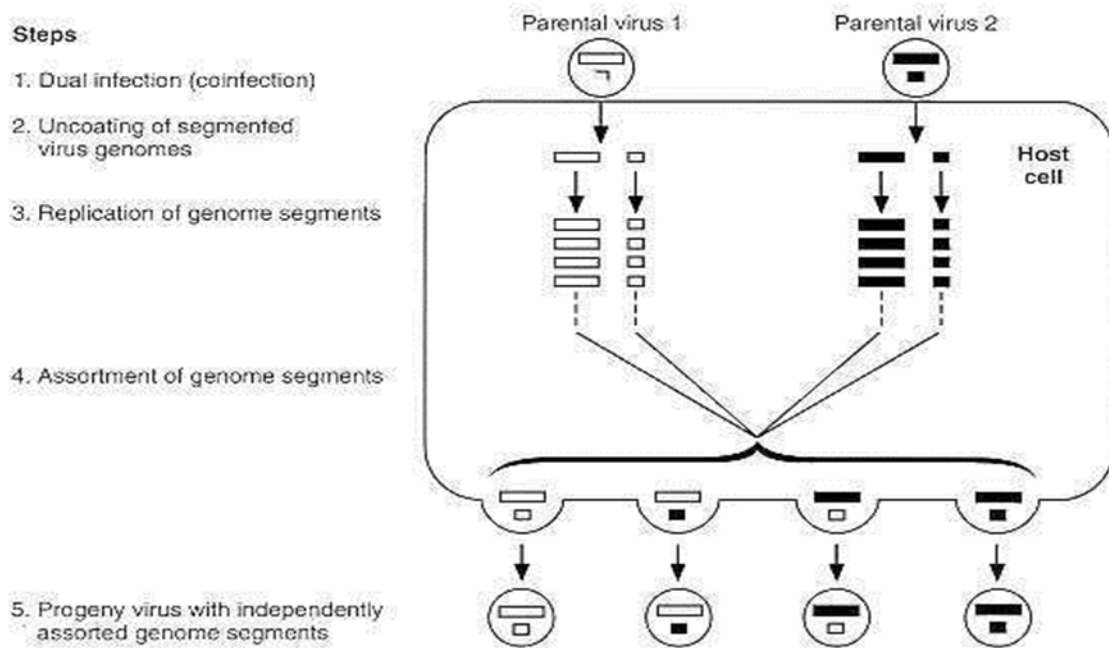 Steps
1. Dual infection (coinfection)
2. Uncoating of segmented
virus genomes
3. Replication of genome segments
4. Assortment of genome segments
5. Progeny virus with independently
assorted genome segments
Parental virus 1
Parental virus 2
Host
cell